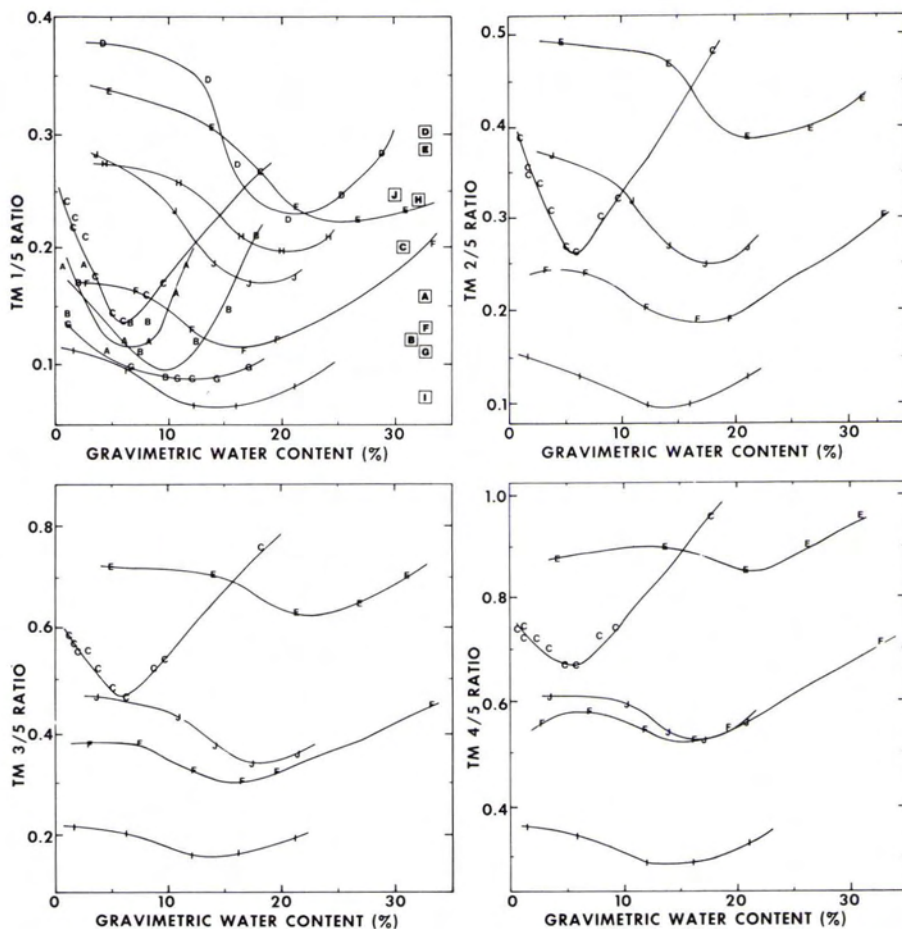 0.4
0.3
0.2
0.1
TM 1/5 RATIO
0 10 20 30
GRAVIMETRIC WATER CONTENT (%)
D
E
J
H
C
A
F
B
G
I
0.5
0.4
0.3
0.2
0.1
TM 2/5 RATIO
0 10 20 30
GRAVIMETRIC WATER CONTENT (%)
0.8
0.6
0.4
0.2
TM 3/5 RATIO
0 10 20 30
GRAVIMETRIC WATER CONTENT (%)
1.0
0.8
0.6
0.4
TM 4/5 RATIO
0 10 20 30
GRAVIMETRIC WATER CONTENT (%)